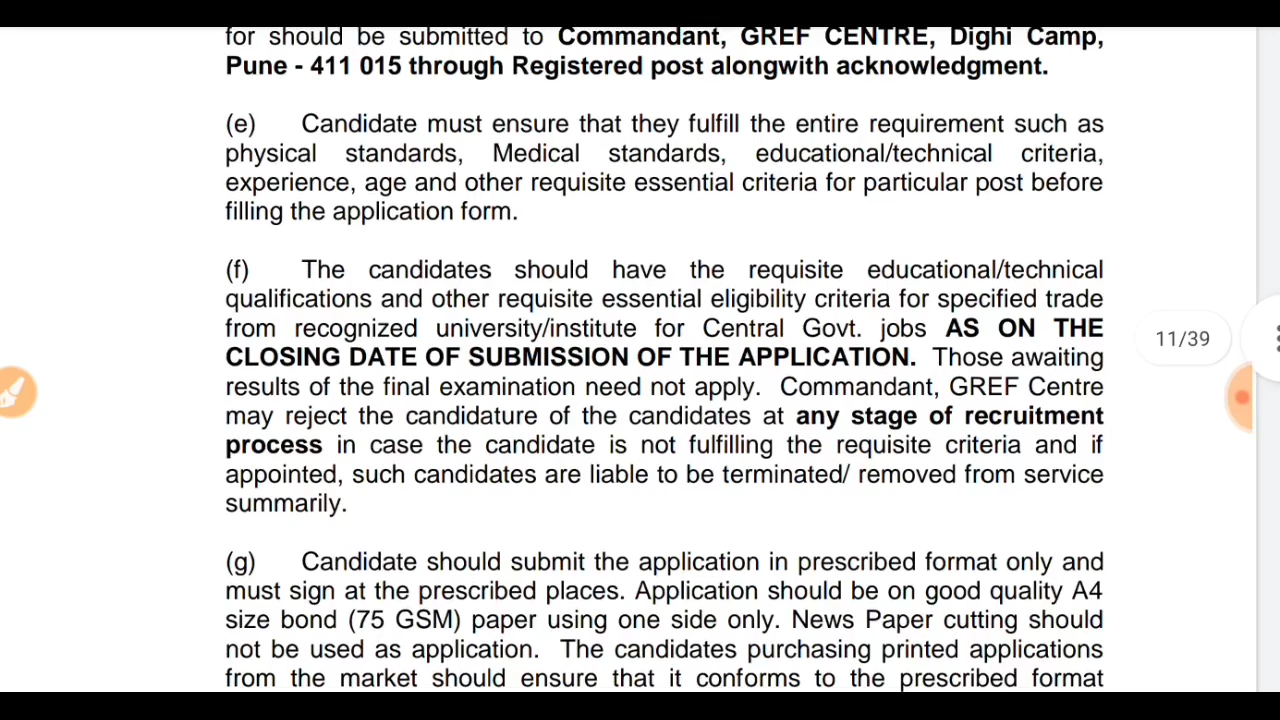 for should be submitted to Commandant, GREF CENTRE, Dighi Camp,
Pune - 411 015 through Registered post alongwith acknowledgment.
(e) Candidate must ensure that they fulfill the entire requirement such as
physical standards, Medical standards, educational/technical criteria,
experience, age and other requisite essential criteria for particular post before
filling the application form.
(f) The candidates should have the requisite educational/technical
qualifications and other requisite essential eligibility criteria for specified trade
from recognized university/institute for Central Govt. jobs AS ON THE
CLOSING DATE OF SUBMISSION OF THE APPLICATION. Those awaiting
results of the final examination need not apply. Commandant, GREF Centre
may reject the candidature of the candidates at any stage of recruitment
process in case the candidate is not fulfilling the requisite criteria and if
appointed, such candidates are liable to be terminated/ removed from service
summarily.
(g) Candidate should submit the application in prescribed format only and
must sign at the prescribed places. Application should be on good quality A4
size bond (75 GSM) paper using one side only. News Paper cutting should
not be used as application. The candidates purchasing printed applications
from the market should ensure that it conforms to the prescribed format
11/39